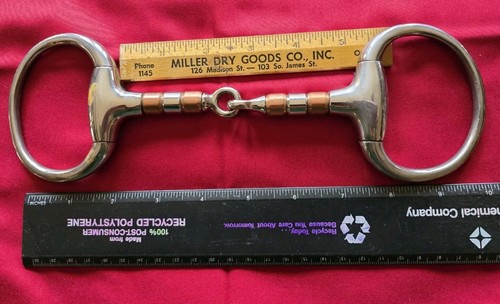 MILLER DRY GOODS CO., INC.
Phone
1145
126 Madison St. — 103 So. James St.
Made from
100% POST-CONSUMER
RECYCLED POLYSTYRENE
Recycle Today...
Because You Care About Tomorrow.
hemical Company